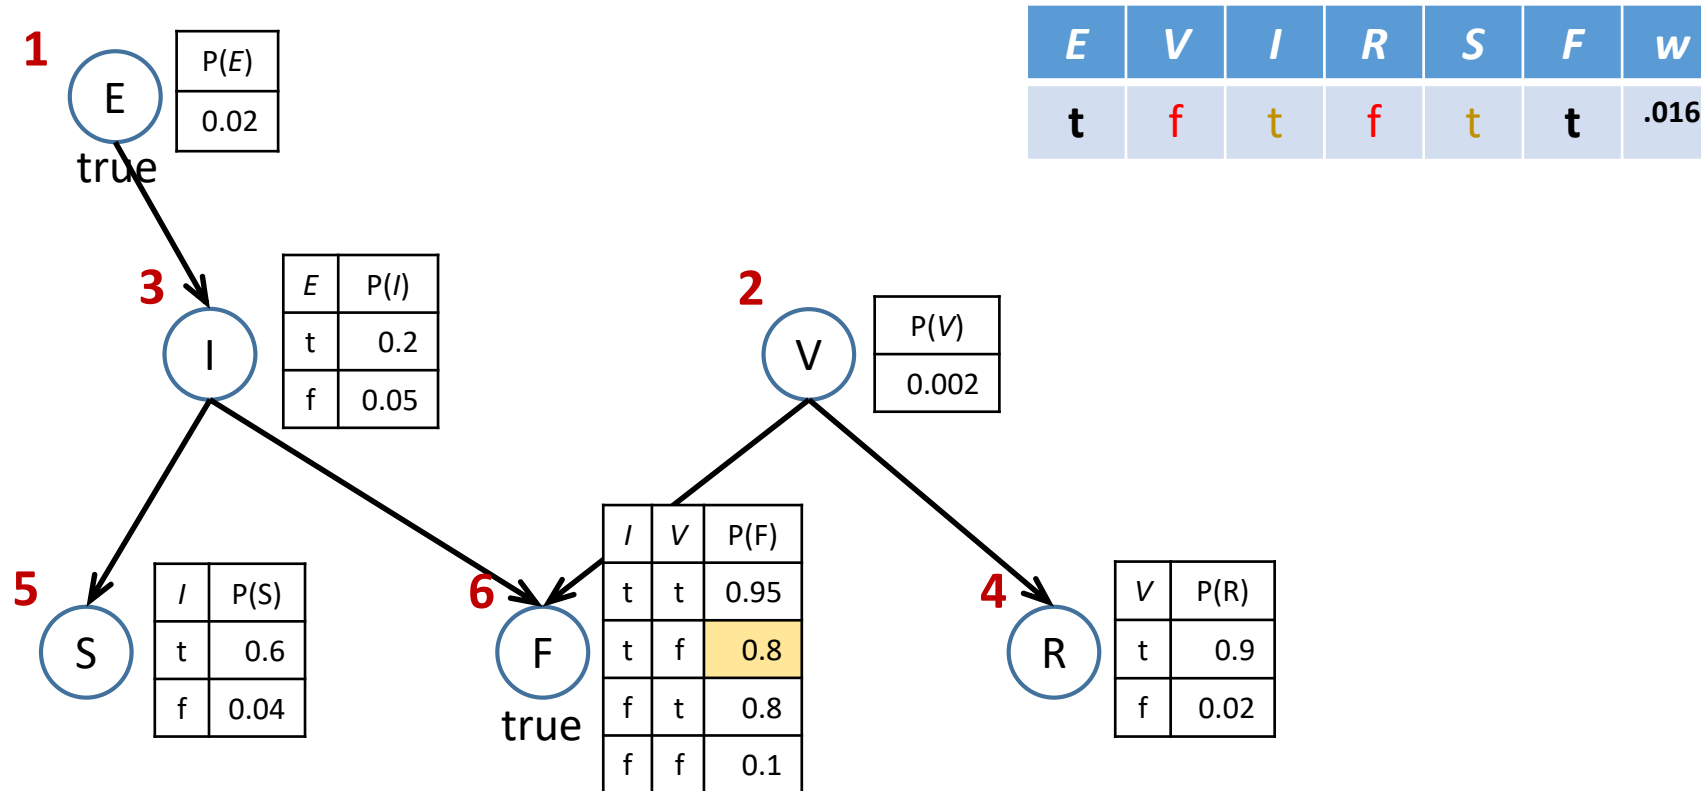 1
E
P(E)
0.02
true
E V I R S F w
t f t f t t .016
3
I
E P(I)
t 0.2
f 0.05
2
V
P(V)
0.002
5
S
I P(S)
t 0.6
f 0.04
6
F
true
I V P(F)
t t 0.95
t f 0.8
f t 0.8
f f 0.1
4
R
V P(R)
t 0.9
f 0.02